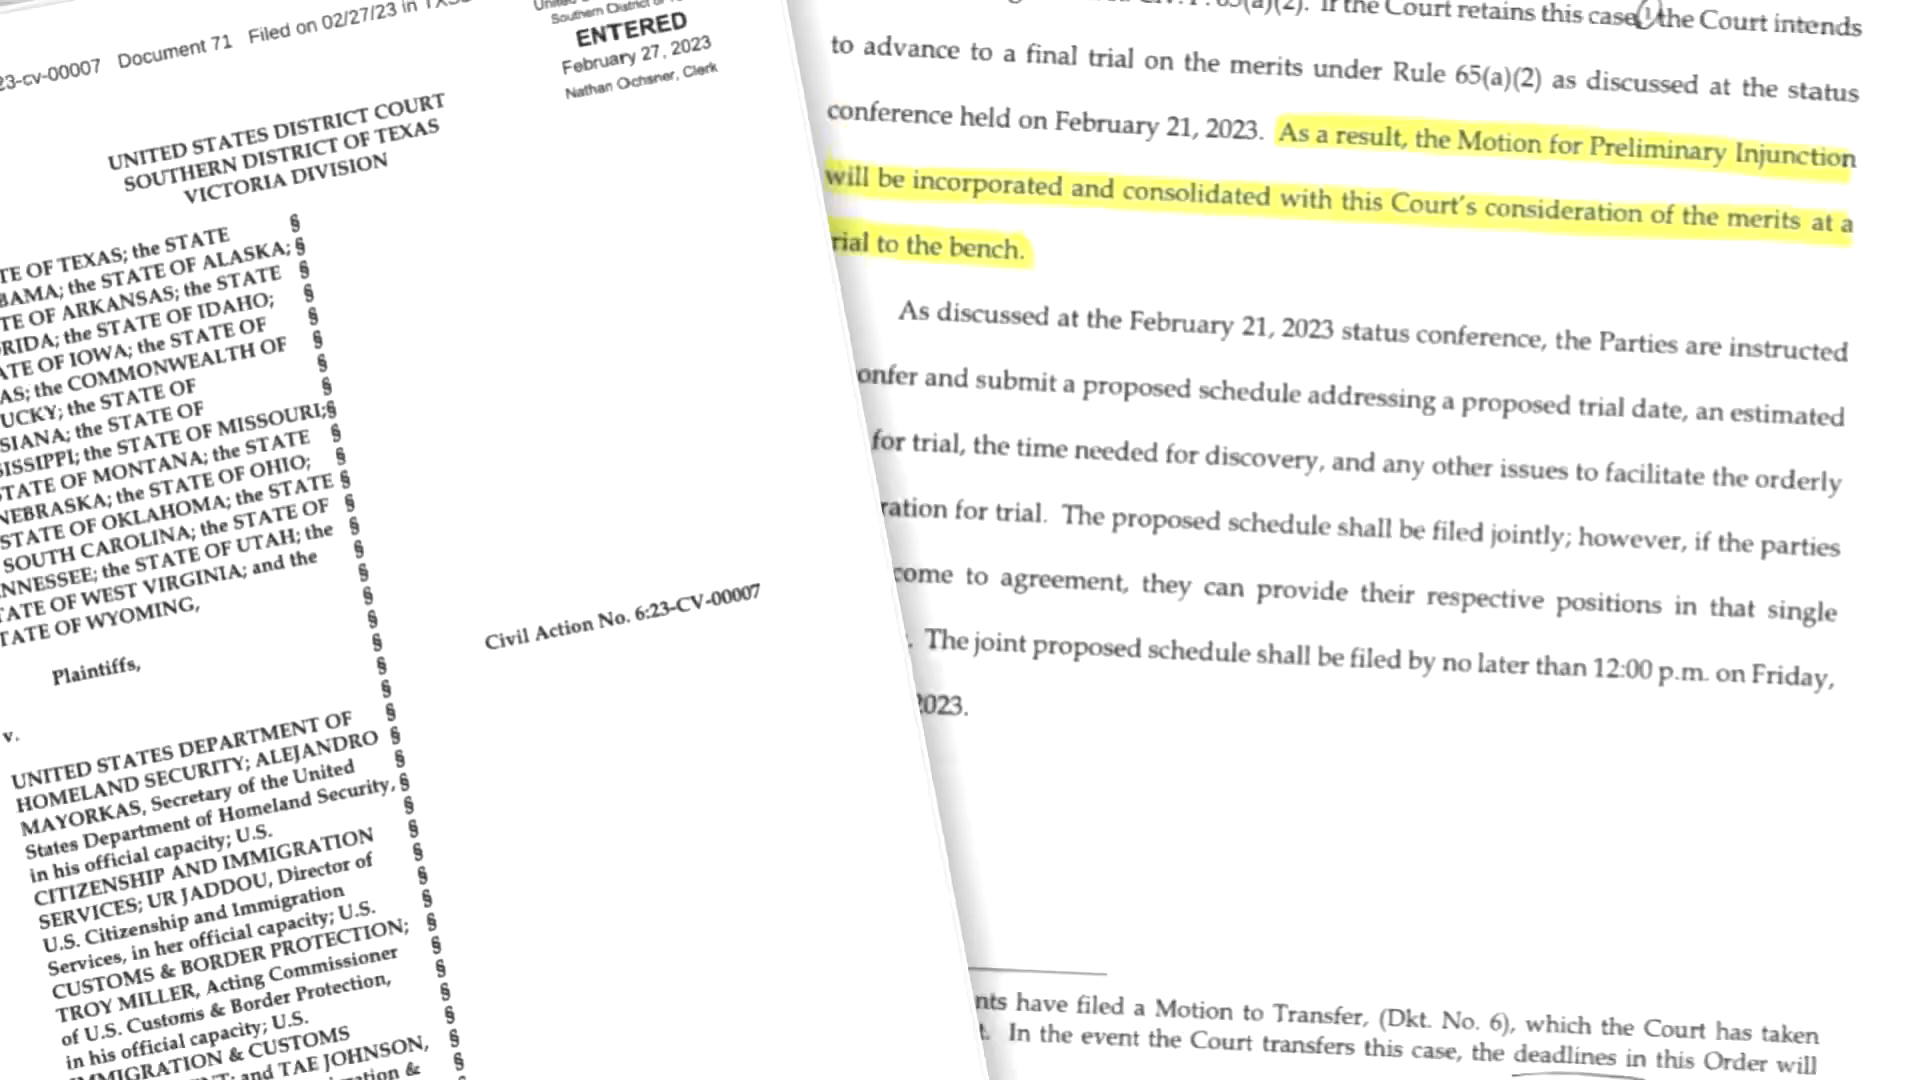 23-cv-00007 Document 71 Filed on 02/27/23 in
Southern District of
ENTERED
February 27, 2023
Nathan Ochsner, Clerk
UNITED STATES DISTRICT COURT
SOUTHERN DISTRICT OF TEXAS
VICTORIA DIVISION
TE OF TEXAS; the STATE §
BAMA; the STATE OF ALASKA; §
TE OF ARKANSAS; the STATE §
RIDA; the STATE OF IDAHO; §
ATE OF IOWA; the STATE OF §
AS; the COMMONWEALTH OF §
UCKY; the STATE OF §
SIANA; the STATE OF §
SISSIPPI; the STATE OF MISSOURI; §
STATE OF MONTANA; the STATE §
NEBRASKA; the STATE OF OHIO; §
STATE OF OKLAHOMA; the STATE §
SOUTH CAROLINA; the STATE OF §
NNESSEE; the STATE OF UTAH; the §
TATE OF WEST VIRGINIA; and the §
TATE OF WYOMING, §
Plaintiffs, §
v. §
Civil Action No. 6:23-CV-00007
UNITED STATES DEPARTMENT OF §
HOMELAND SECURITY; ALEJANDRO §
MAYORKAS, Secretary of the United §
States Department of Homeland Security, §
in his official capacity; U.S. §
CITIZENSHIP AND IMMIGRATION §
SERVICES; UR JADDOU, Director of §
U.S. Citizenship and Immigration §
Services, in her official capacity; U.S. §
CUSTOMS & BORDER PROTECTION; §
TROY MILLER, Acting Commissioner §
of U.S. Customs & Border Protection, §
in his official capacity; U.S. §
MMIGRATION & CUSTOMS §
and TAE JOHNSON, §
If the Court retains this case,1 the Court intends
to advance to a final trial on the merits under Rule 65(a)(2) as discussed at the status
conference held on February 21, 2023. As a result, the Motion for Preliminary Injunction
will be incorporated and consolidated with this Court's consideration of the merits at a
rial to the bench.
As discussed at the February 21, 2023 status conference, the Parties are instructed
onfer and submit a proposed schedule addressing a proposed trial date, an estimated
for trial, the time needed for discovery, and any other issues to facilitate the orderly
ration for trial. The proposed schedule shall be filed jointly; however, if the parties
come to agreement, they can provide their respective positions in that single
. The joint proposed schedule shall be filed by no later than 12:00 p.m. on Friday,
2023.
nts have filed a Motion to Transfer, (Dkt. No. 6), which the Court has taken
t. In the event the Court transfers this case, the deadlines in this Order will